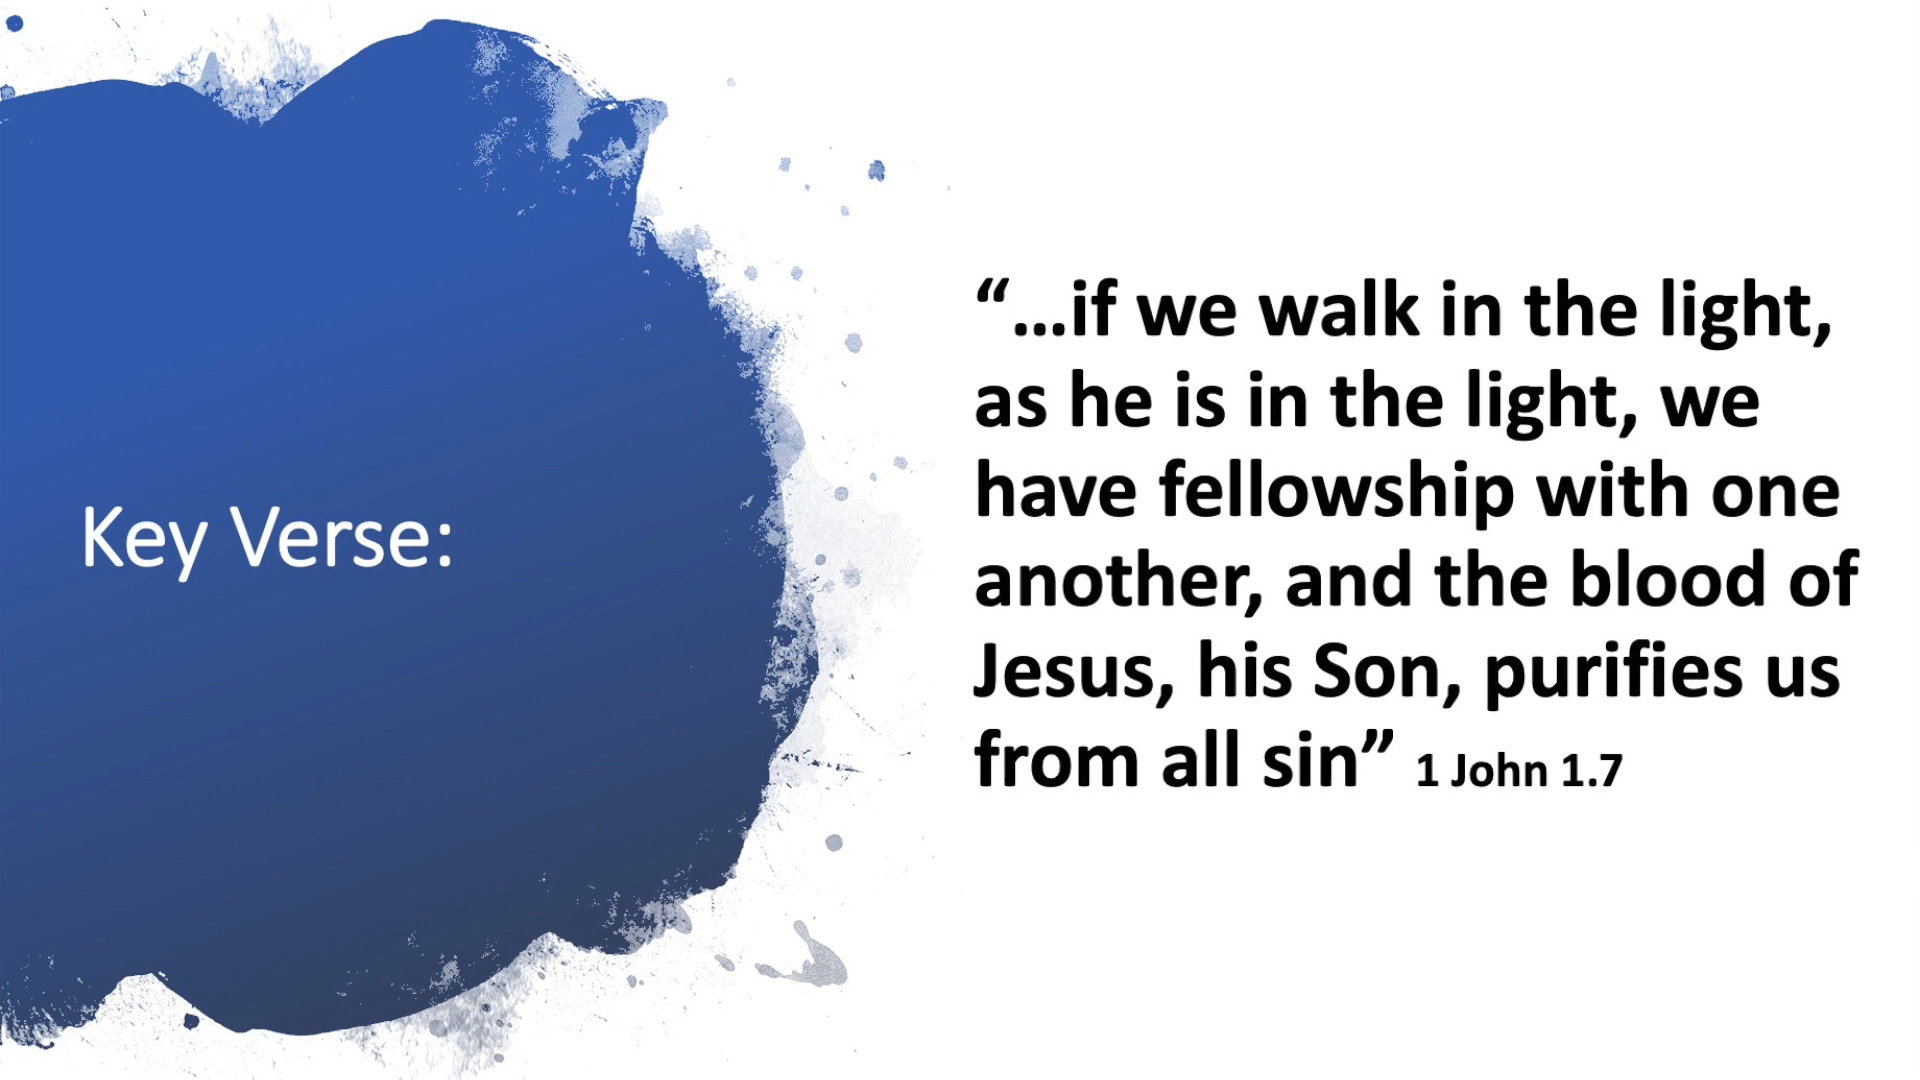 Key Verse:
“…if we walk in the light,
as he is in the light, we
have fellowship with one
another, and the blood of
Jesus, his Son, purifies us
from all sin” 1 John 1.7